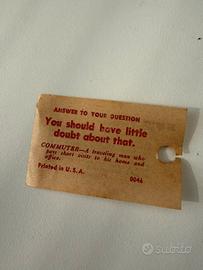 ANSWER TO YOUR QUESTION
You should have little
doubt about that.
COMMUTER—A traveling man who
pays short visits to his home and
office.
Printed in U.S.A.
0046
subito